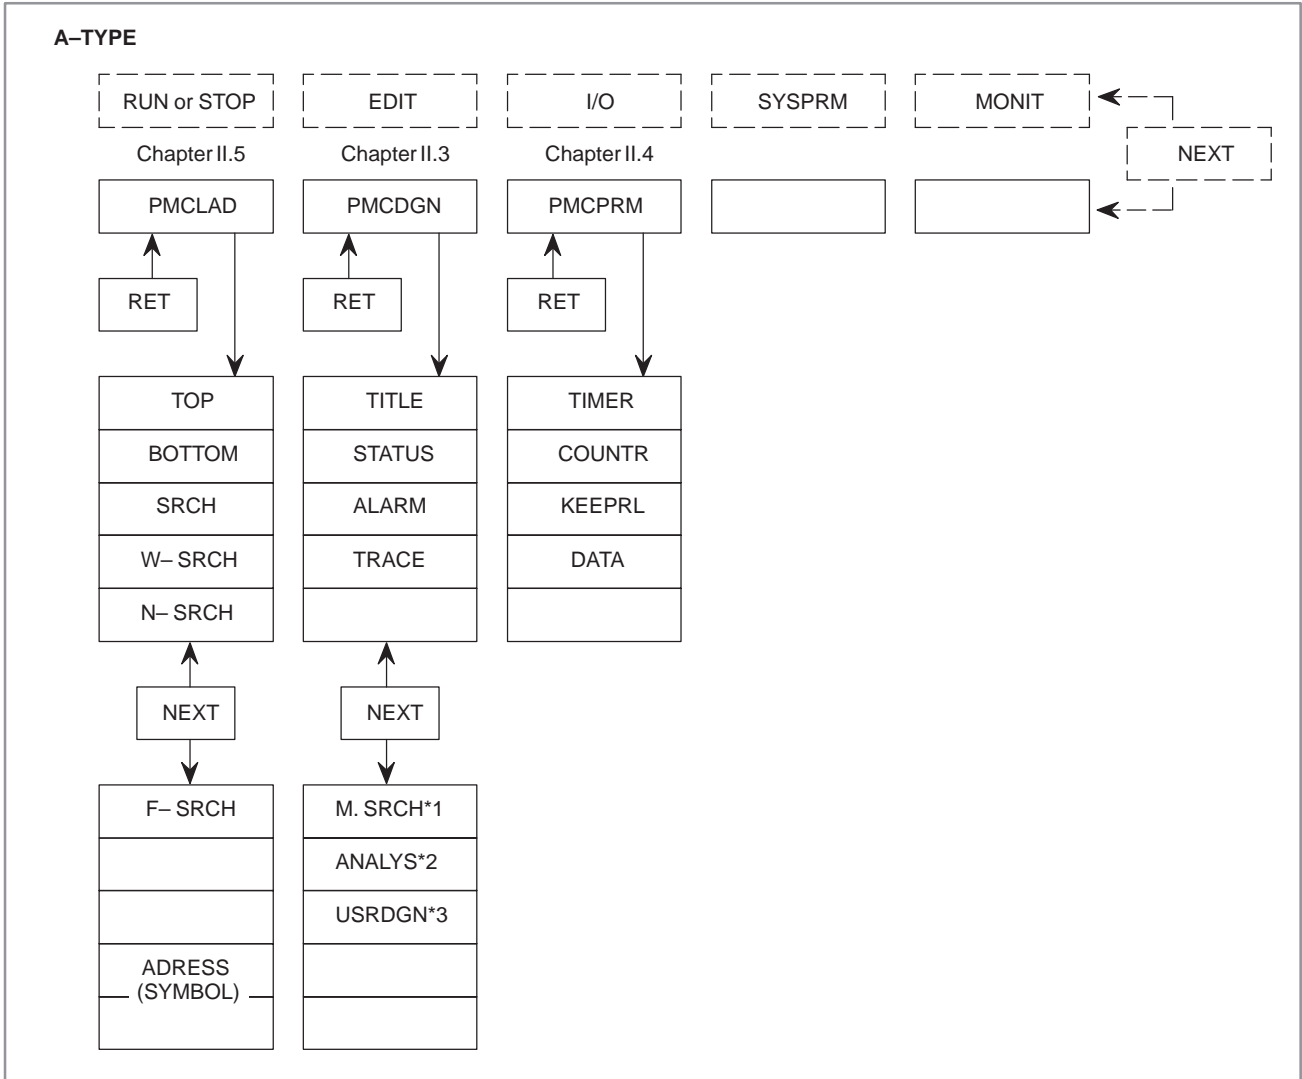 A–TYPE
RUN or STOP EDIT I/O SYSPRM MONIT
NEXT
Chapter II.5 Chapter II.3 Chapter II.4
PMCLAD PMCDGN PMCPRM
RET RET RET
TOP TITLE TIMER
BOTTOM STATUS COUNTR
SRCH ALARM KEEPRL
W– SRCH TRACE DATA
N– SRCH
NEXT NEXT
F– SRCH M. SRCH*1
ANALYS*2
USRDGN*3
ADRESS
(SYMBOL)